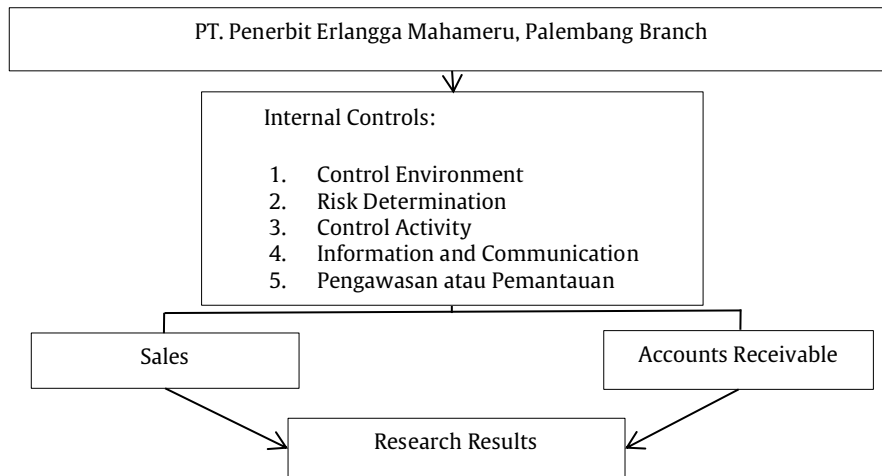 PT. Penerbit Erlangga Mahameru, Palembang Branch
Internal Controls:
1. Control Environment
2. Risk Determination
3. Control Activity
4. Information and Communication
5. Pengawasan atau Pemantauan
Sales
Accounts Receivable
Research Results